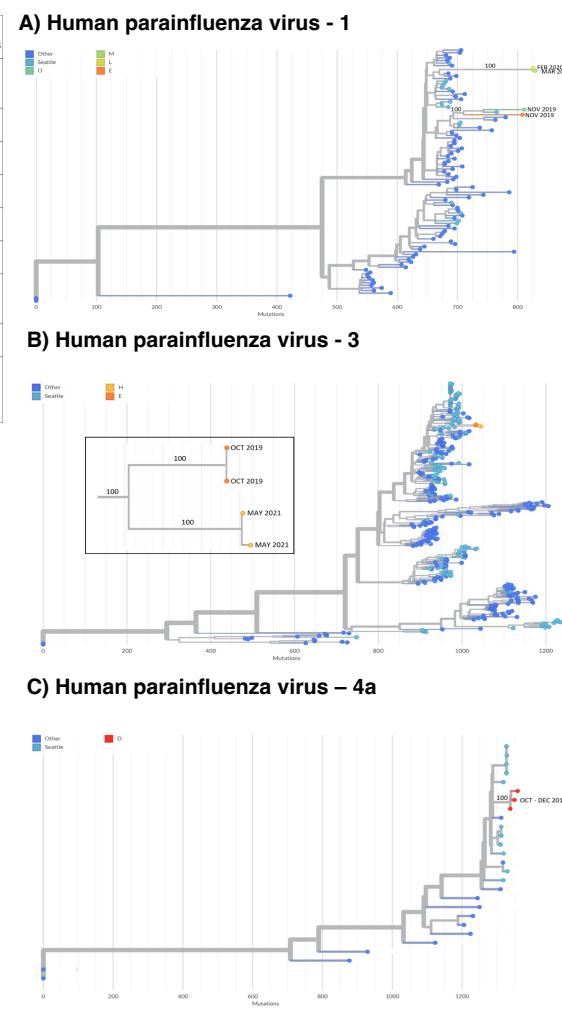 A) Human parainfluenza virus - 1
Other
Seattle
O
M
L
E
100
FEB 2020
MAR 20
100
NOV 2019
NOV 2019
0 100 200 300 400 500 600 700 800
Mutations
B) Human parainfluenza virus - 3
Other
Seattle
H
E
OCT 2019
100
100
OCT 2019
MAY 2021
100
MAY 2021
0 200 400 600 800 1000 1200
Mutations
C) Human parainfluenza virus – 4a
Other
Seattle
D
100
OCT - DEC 201
0 200 400 600 800 1000 1200
Mutations